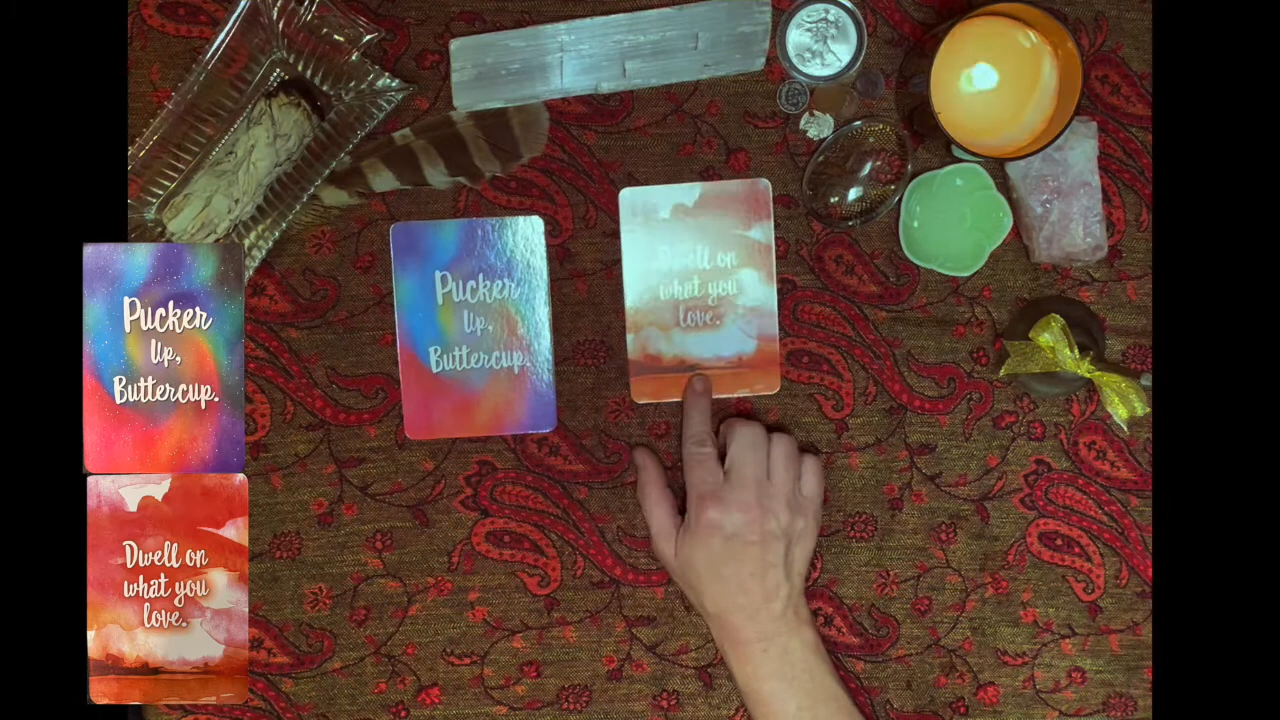 Pucker
Up,
Buttercup.
Dwell on
what you
love.
Pucker
Up,
Buttercup.
Dwell on
what you
love.